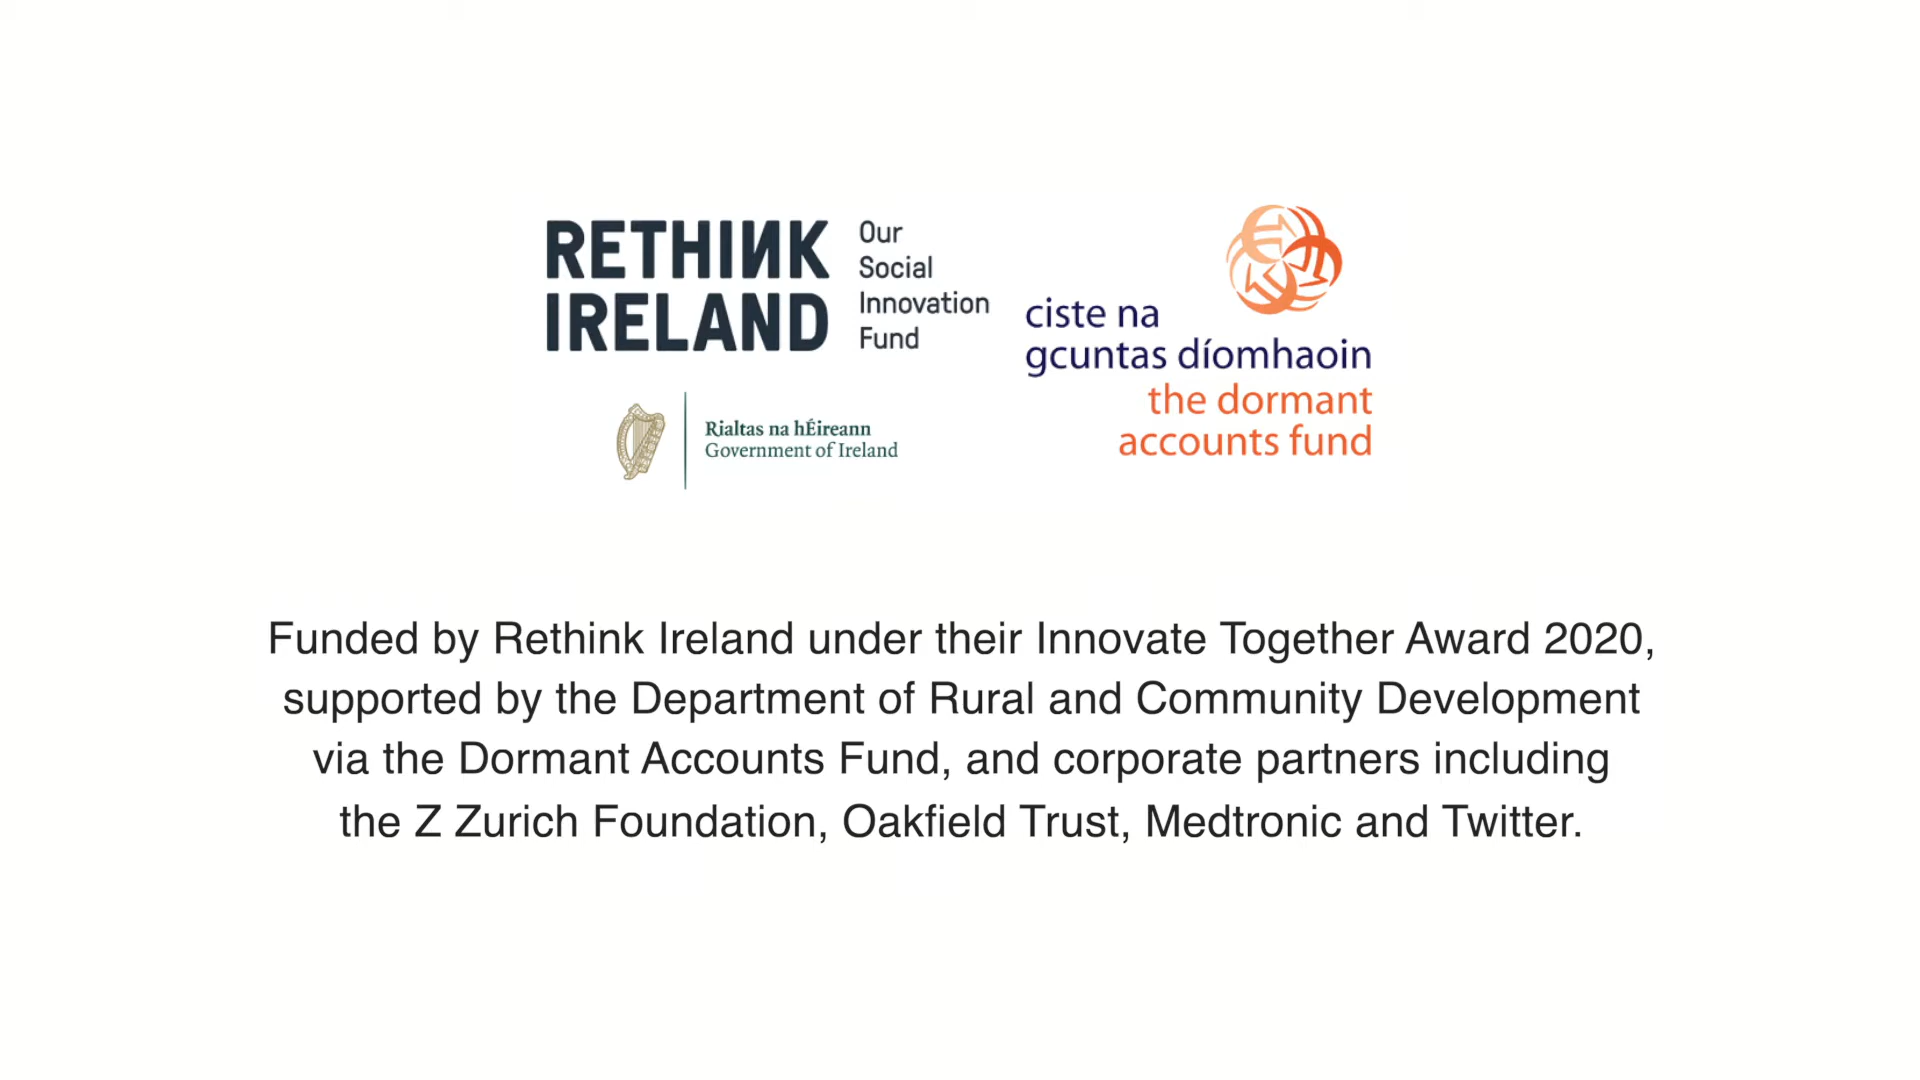 RETHINK
IRELAND
Our
Social
Innovation
Fund
Rialtas na hÉireann
Government of Ireland
ciste na
gcuntas díomhaoin
the dormant
accounts fund
Funded by Rethink Ireland under their Innovate Together Award 2020,
supported by the Department of Rural and Community Development
via the Dormant Accounts Fund, and corporate partners including
the Z Zurich Foundation, Oakfield Trust, Medtronic and Twitter.